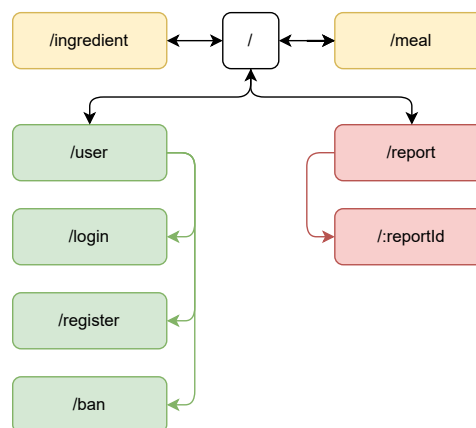 /ingredient
/
/meal
/user
/report
/login
/:reportId
/register
/ban